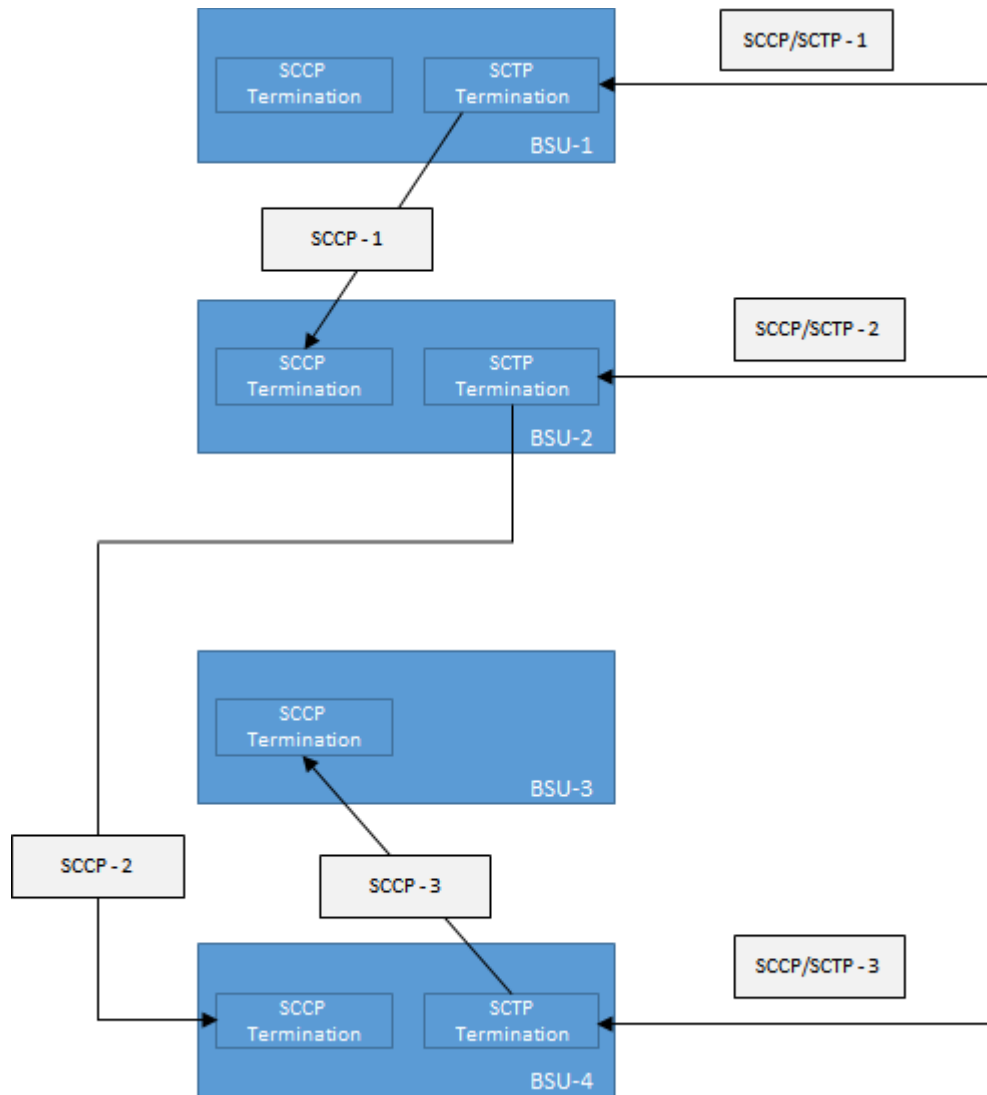 SCCP/SCTP - 1
SCCP
Termination
SCTP
Termination
BSU-1
SCCP - 1
SCCP/SCTP - 2
SCCP
Termination
SCTP
Termination
BSU-2
SCCP
Termination
BSU-3
SCCP - 2
SCCP - 3
SCCP/SCTP - 3
SCCP
Termination
SCTP
Termination
BSU-4